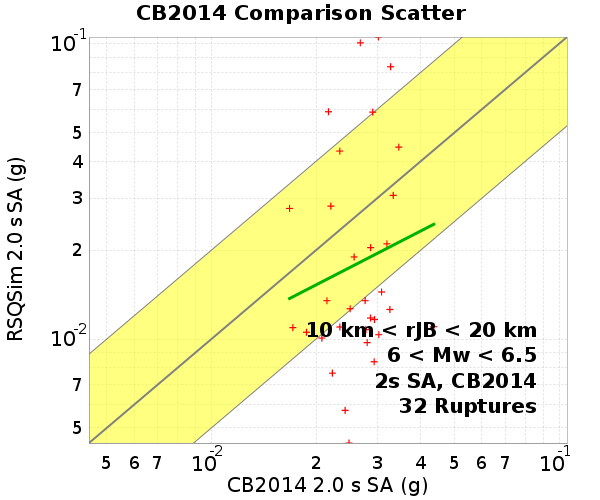 CB2014 Comparison Scatter
RSQSim 2.0 s SA (g)
10-1
7
5
4
3
2
10-2
7
5
10 km < rJB < 20 km
6 < Mw < 6.5
2s SA, CB2014
32 Ruptures
5 6 7 10-2 2 3 4 5 6 7 10-1
CB2014 2.0 s SA (g)